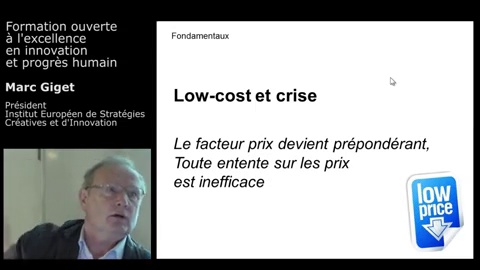 Formation ouverte
à l'excellence
en innovation
et progrès humain
Marc Giget
Président
Institut Européen de Stratégies
Créatives et d'Innovation
Fondamentaux
Low-cost et crise
Le facteur prix devient prépondérant,
Toute entente sur les prix
est inefficace
low
price